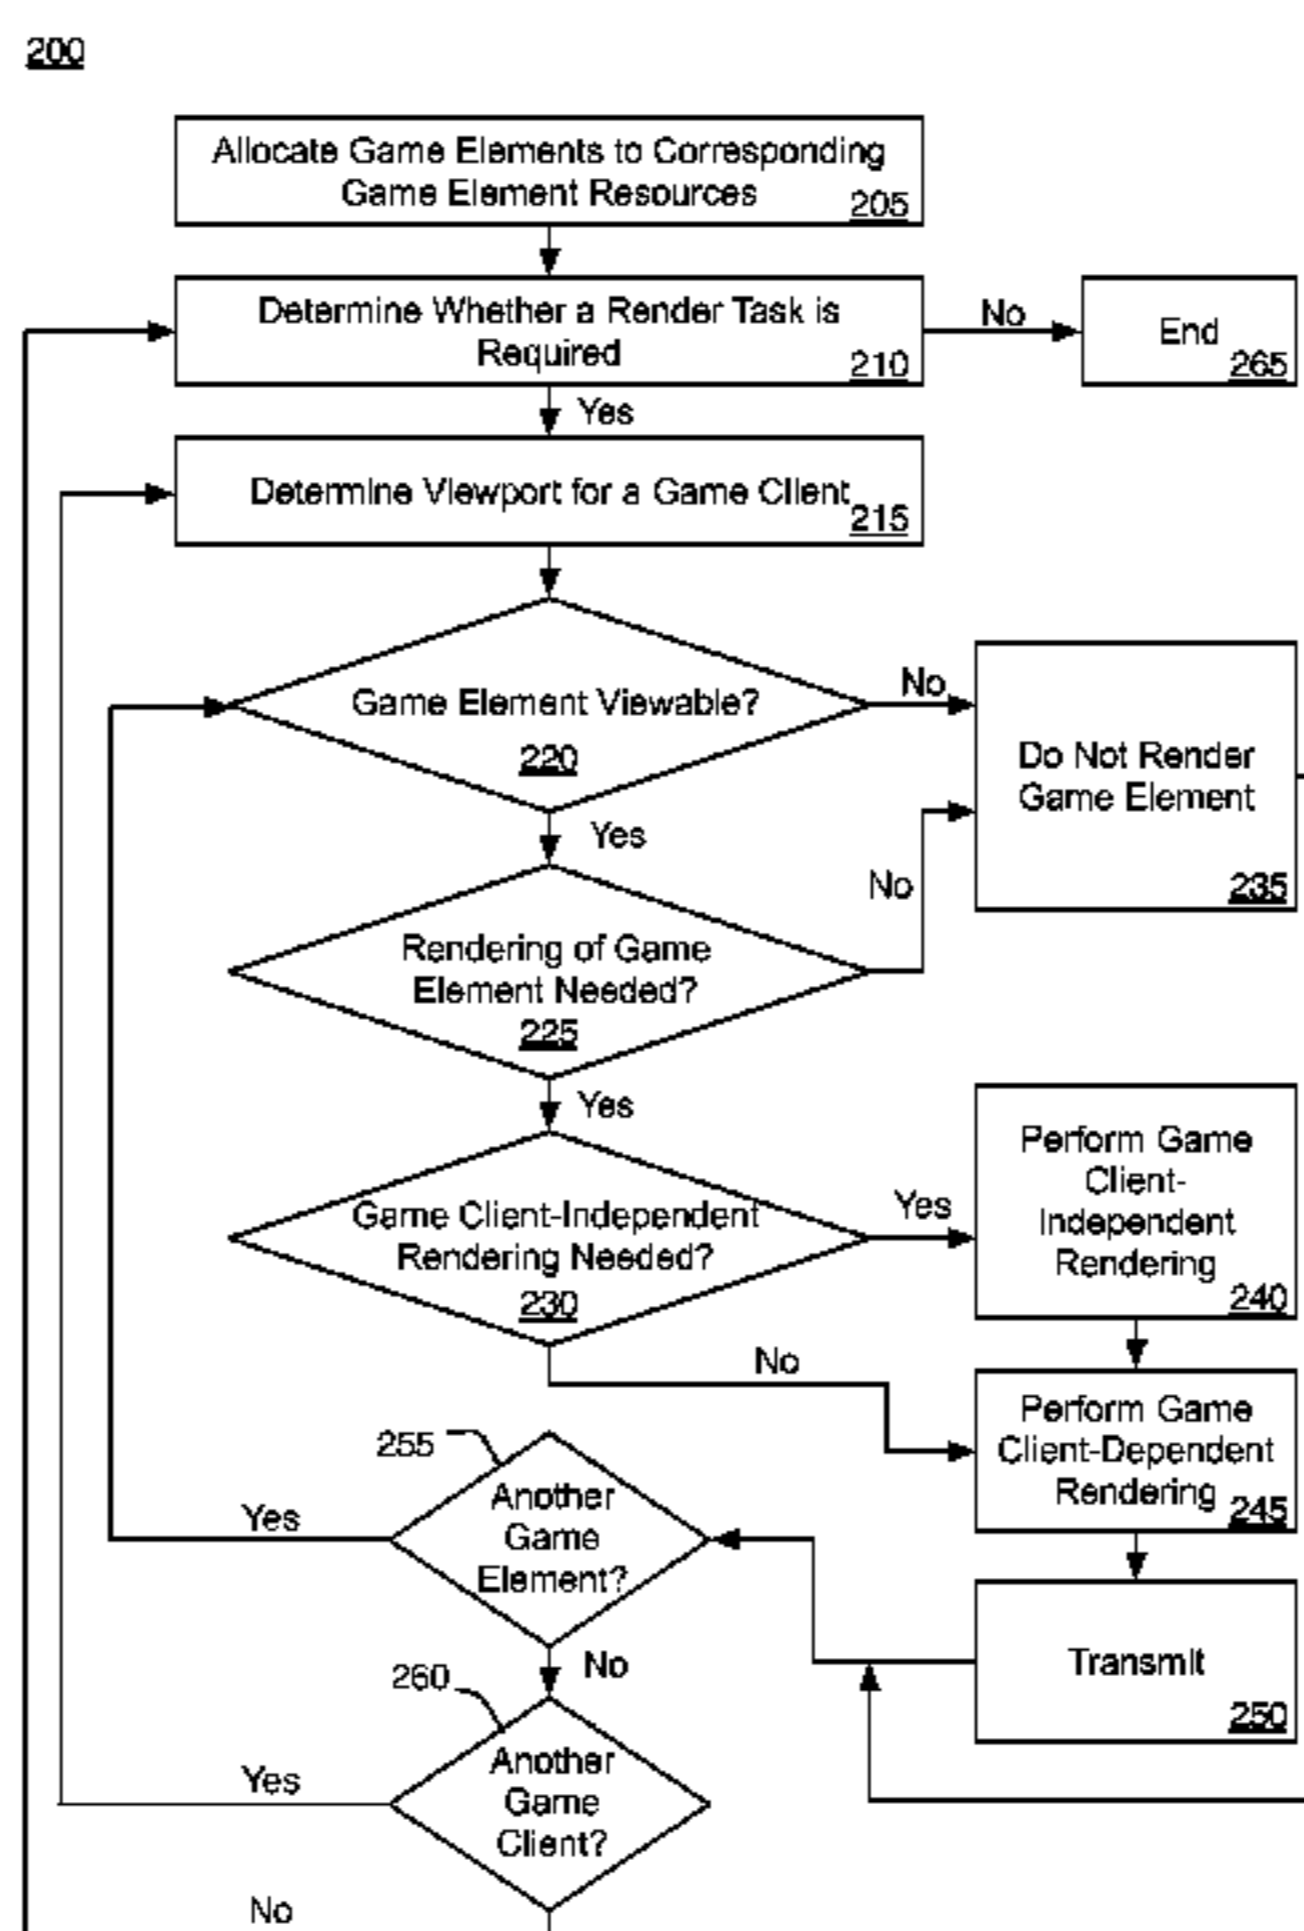 200
Allocate Game Elements to Corresponding
Game Element Resources
205
Determine Whether a Render Task is
Required
210
No
End
265
Yes
Determine Viewport for a Game Client
215
Game Element Viewable?
220
No
Do Not Render
Game Element
235
Yes
No
Rendering of Game
Element Needed?
225
Yes
Game Client-Independent
Rendering Needed?
230
Yes
Perform Game
Client-
Independent
Rendering
240
No
Perform Game
Client-Dependent
Rendering
245
255
Another
Game
Element?
Yes
No
Transmit
250
260
Another
Game
Client?
Yes
No